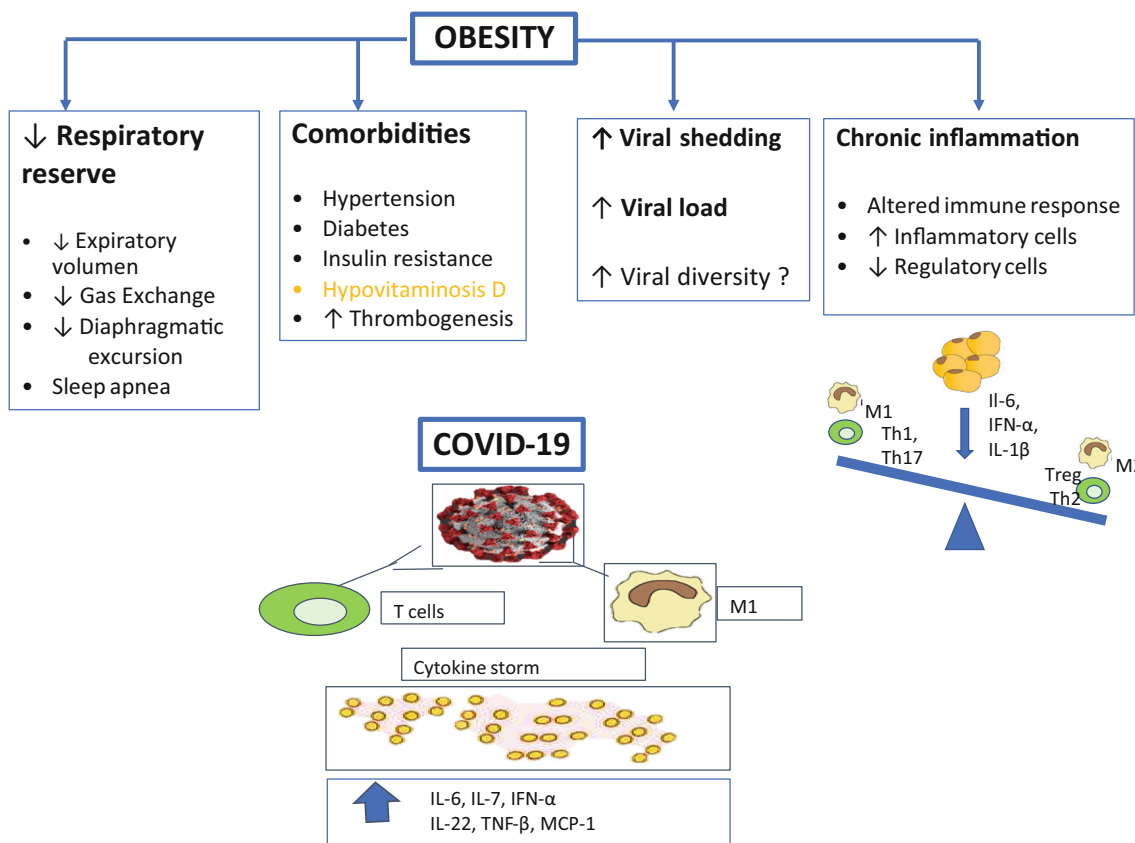 OBESITY
↓ Respiratory
reserve
• ↓ Expiratory
volumen
• ↓ Gas Exchange
• ↓ Diaphragmatic
excursion
• Sleep apnea
Comorbidities
• Hypertension
• Diabetes
• Insulin resistance
• Hypovitaminosis D
• ↑ Thrombogenesis
↑ Viral shedding
↑ Viral load
↑ Viral diversity ?
Chronic inflammation
• Altered immune response
• ↑ Inflammatory cells
• ↓ Regulatory cells
M1
Th1,
Th17
Il-6,
IFN-α,
IL-1β
Treg
Th2
COVID-19
T cells
M1
Cytokine storm
IL-6, IL-7, IFN-α
IL-22, TNF-β, MCP-1